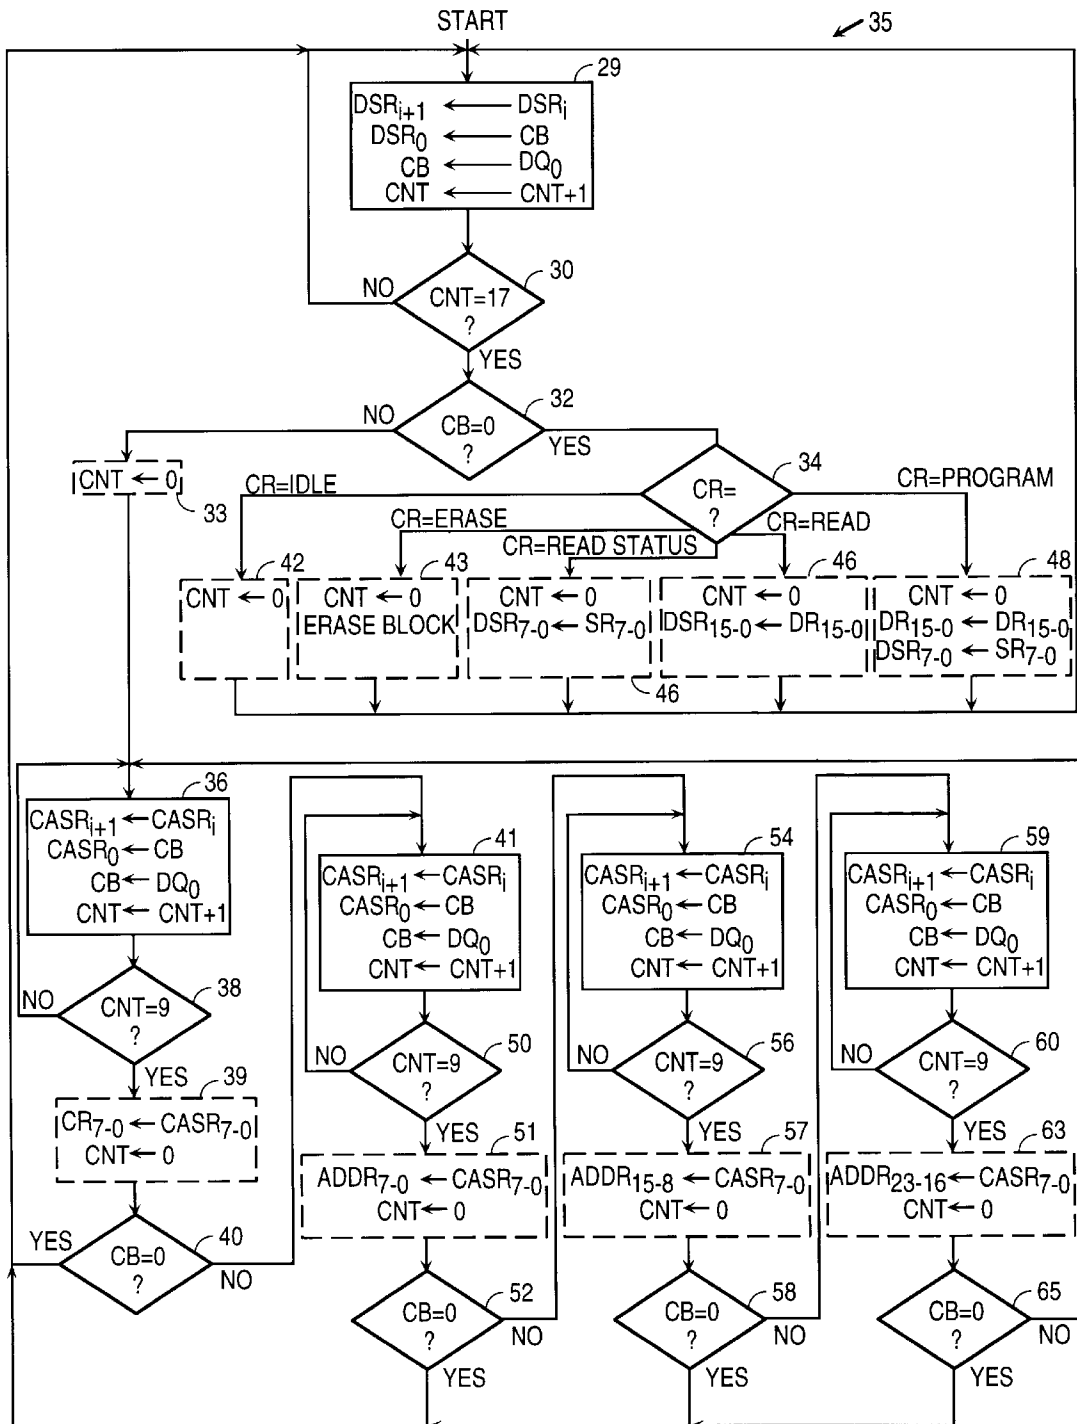 START
35
29
DSRi+1 ← DSRi
DSR0 ← CB
CB ← DQ0
CNT ← CNT+1
30
NO
CNT=17
?
YES
32
NO
CB=0
?
YES
CNT ← 0
33
34
CR=
?
CR=IDLE
CR=PROGRAM
CR=ERASE
CR=READ
CR=READ STATUS
42
CNT ← 0
43
CNT ← 0
ERASE BLOCK
CNT ← 0
DSR7-0 ← SR7-0
46
46
CNT ← 0
DSR15-0 ← DR15-0
48
CNT ← 0
DR15-0 ← DR15-0
DSR7-0 ← SR7-0
36
CASRi+1 ← CASRi
CASR0 ← CB
CB ← DQ0
CNT ← CNT+1
38
NO
CNT=9
?
YES
39
CR7-0 ← CASR7-0
CNT ← 0
YES
40
CB=0
?
NO
41
CASRi+1 ← CASRi
CASR0 ← CB
CB ← DQ0
CNT ← CNT+1
50
NO
CNT=9
?
YES
51
ADDR7-0 ← CASR7-0
CNT ← 0
52
CB=0
?
NO
YES
54
CASRi+1 ← CASRi
CASR0 ← CB
CB ← DQ0
CNT ← CNT+1
56
NO
CNT=9
?
YES
57
ADDR15-8 ← CASR7-0
CNT ← 0
58
CB=0
?
NO
YES
59
CASRi+1 ← CASRi
CASR0 ← CB
CB ← DQ0
CNT ← CNT+1
60
NO
CNT=9
?
YES
63
ADDR23-16 ← CASR7-0
CNT ← 0
65
CB=0
?
NO
YES